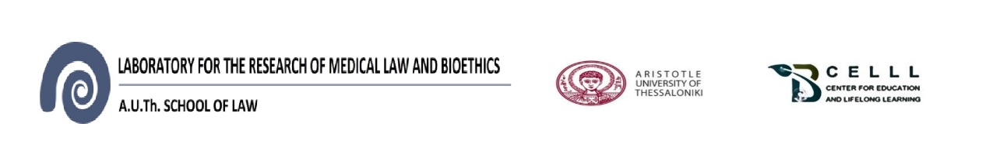 LABORATORY FOR THE RESEARCH OF MEDICAL LAW AND BIOETHICS
A.U.Th. SCHOOL OF LAW
ARISTOTLE
UNIVERSITY OF
THESSALONIKI
CELLL
CENTER FOR EDUCATION
AND LIFELONG LEARNING